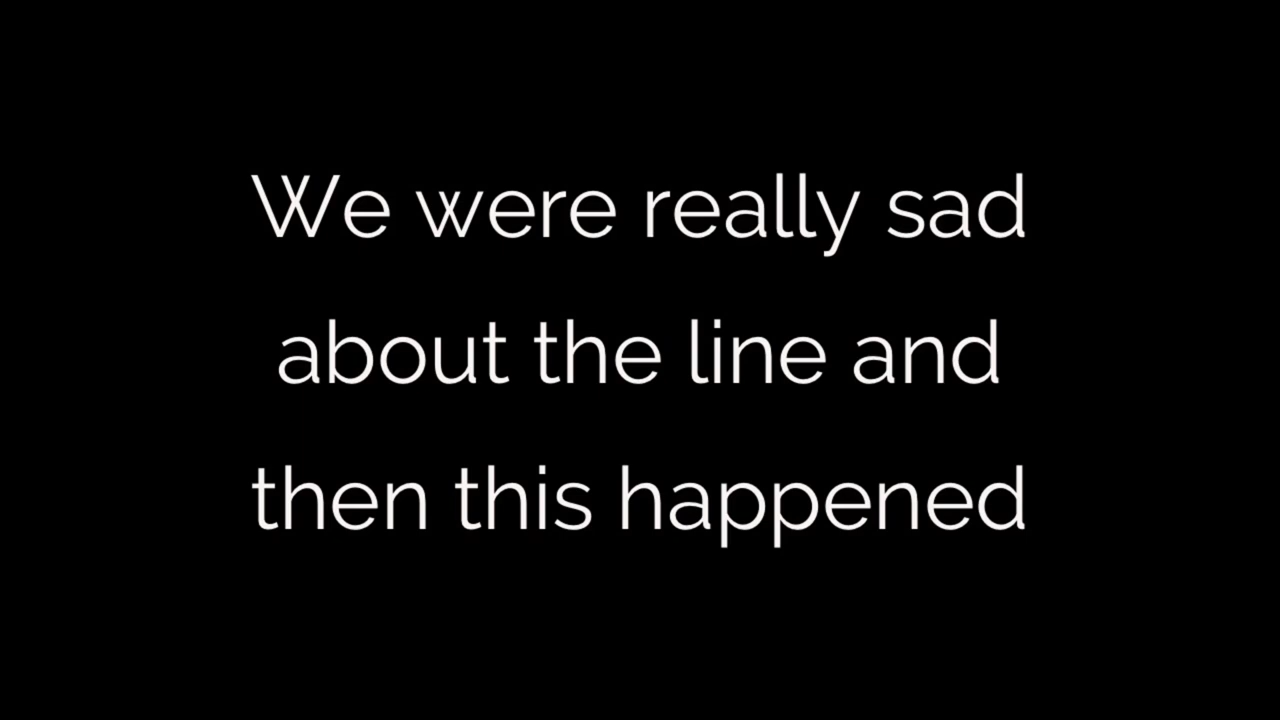 We were really sad
about the line and
then this happened